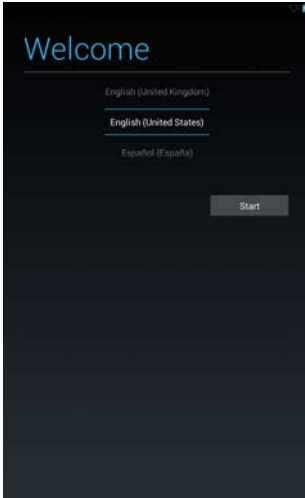 Welcome
English (United Kingdom)
English (United States)
Español (España)
Start